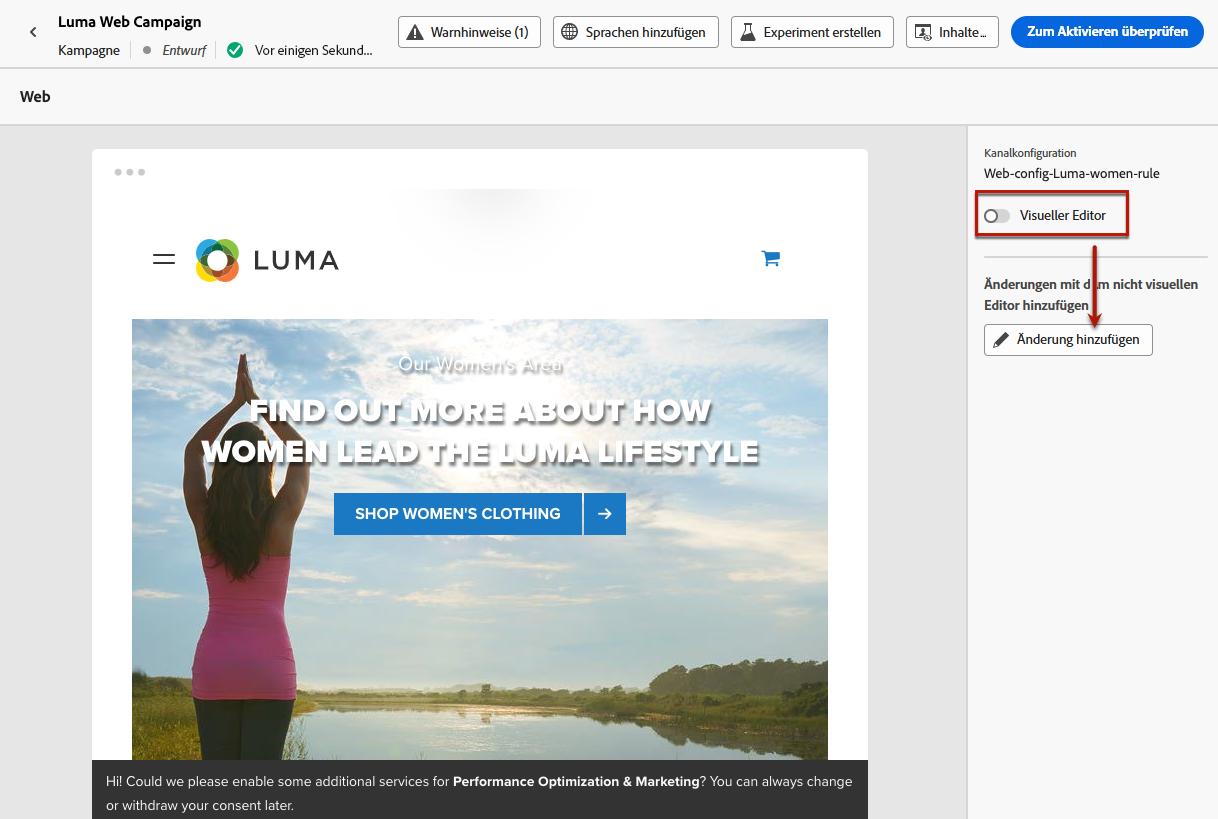 Luma Web Campaign
Kampagne
Entwurf
Vor einigen Sekund...
Warnhinweise (1)
Sprachen hinzufügen
Experiment erstellen
Inhalte...
Zum Aktivieren überprüfen
Web
Kanalkonfiguration
Web-config-Luma-women-rule
Visueller Editor
Änderungen mit dem nicht visuellen
Editor hinzufügen
Änderung hinzufügen
LUMA
Our Women's Area
FIND OUT MORE ABOUT HOW
WOMEN LEAD THE LUMA LIFESTYLE
SHOP WOMEN'S CLOTHING
Hi! Could we please enable some additional services for Performance Optimization & Marketing? You can always change
or withdraw your consent later.